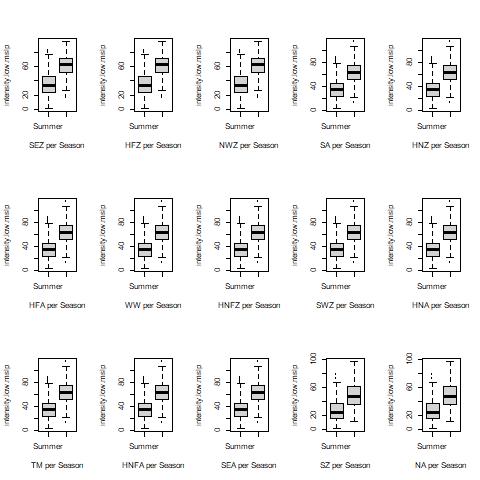 intensity.low.mslp
0 20 60
Summer
SEZ per Season
intensity.low.mslp
0 20 60
Summer
HFZ per Season
intensity.low.mslp
0 20 60
Summer
NWZ per Season
intensity.low.mslp
0 40 80
Summer
SA per Season
intensity.low.mslp
0 40 80
Summer
HNZ per Season
intensity.low.mslp
0 40 80
Summer
HFA per Season
intensity.low.mslp
0 40 80
Summer
WW per Season
intensity.low.mslp
0 40 80
Summer
HNFZ per Season
intensity.low.mslp
0 40 80
Summer
SWZ per Season
intensity.low.mslp
0 40 80
Summer
HNA per Season
intensity.low.mslp
0 40 80
Summer
TM per Season
intensity.low.mslp
0 40 80
Summer
HNFA per Season
intensity.low.mslp
0 40 80
Summer
SEA per Season
intensity.low.mslp
0 20 60 100
Summer
SZ per Season
intensity.low.mslp
0 20 60 100
Summer
NA per Season